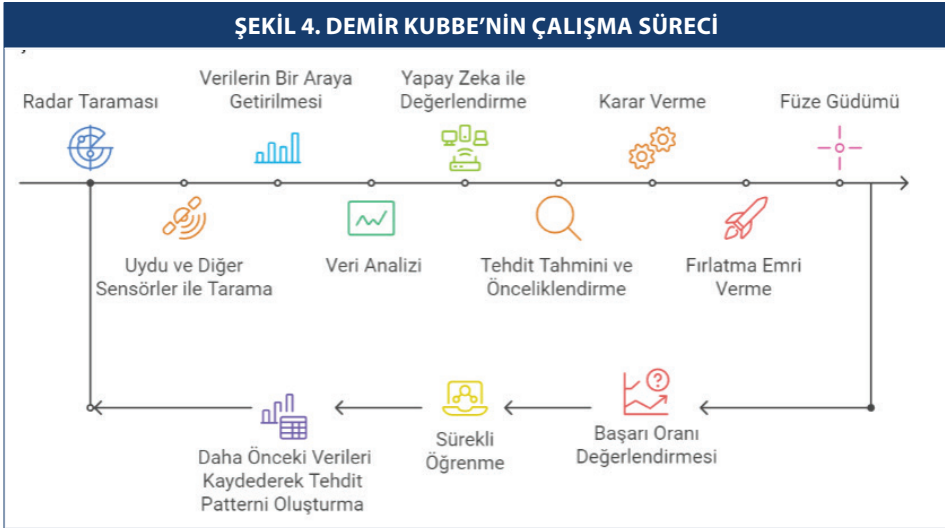 ŞEKİL 4. DEMİR KUBBE’NİN ÇALIŞMA SÜRECİ
Radar Taraması
Verilerin Bir Araya
Getirilmesi
Yapay Zeka ile
Değerlendirme
Karar Verme
Füze Güdümü
Uydu ve Diğer
Sensörler ile Tarama
Veri Analizi
Tehdit Tahmini ve
Önceliklendirme
Fırlatma Emri
Verme
Başarı Oranı
Değerlendirmesi
Sürekli
Öğrenme
Daha Önceki Verileri
Kaydederek Tehdit
Patterni Oluşturma